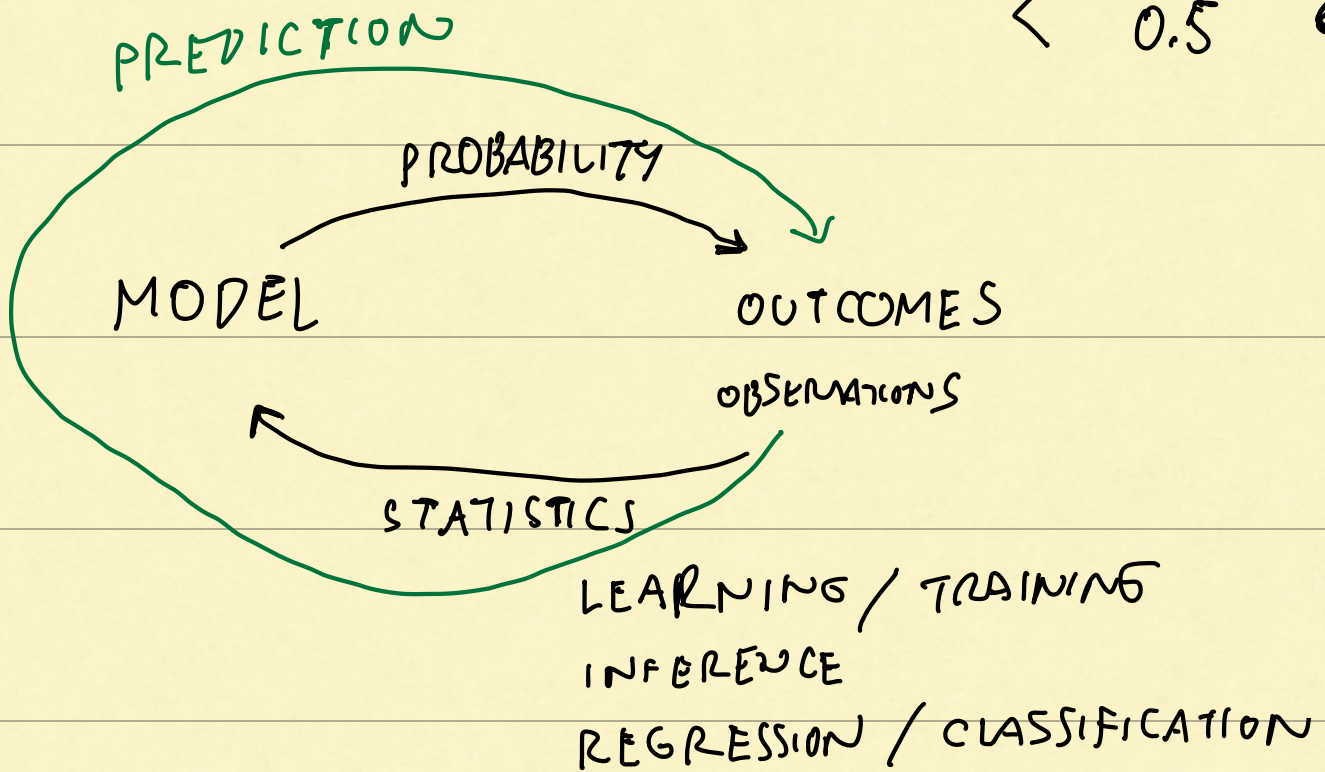 < 0.5
PREDICTION
PROBABILITY
MODEL
OUTCOMES
OBSERVATIONS
STATISTICS
LEARNING / TRAINING
INFERENCE
REGRESSION / CLASSIFICATION